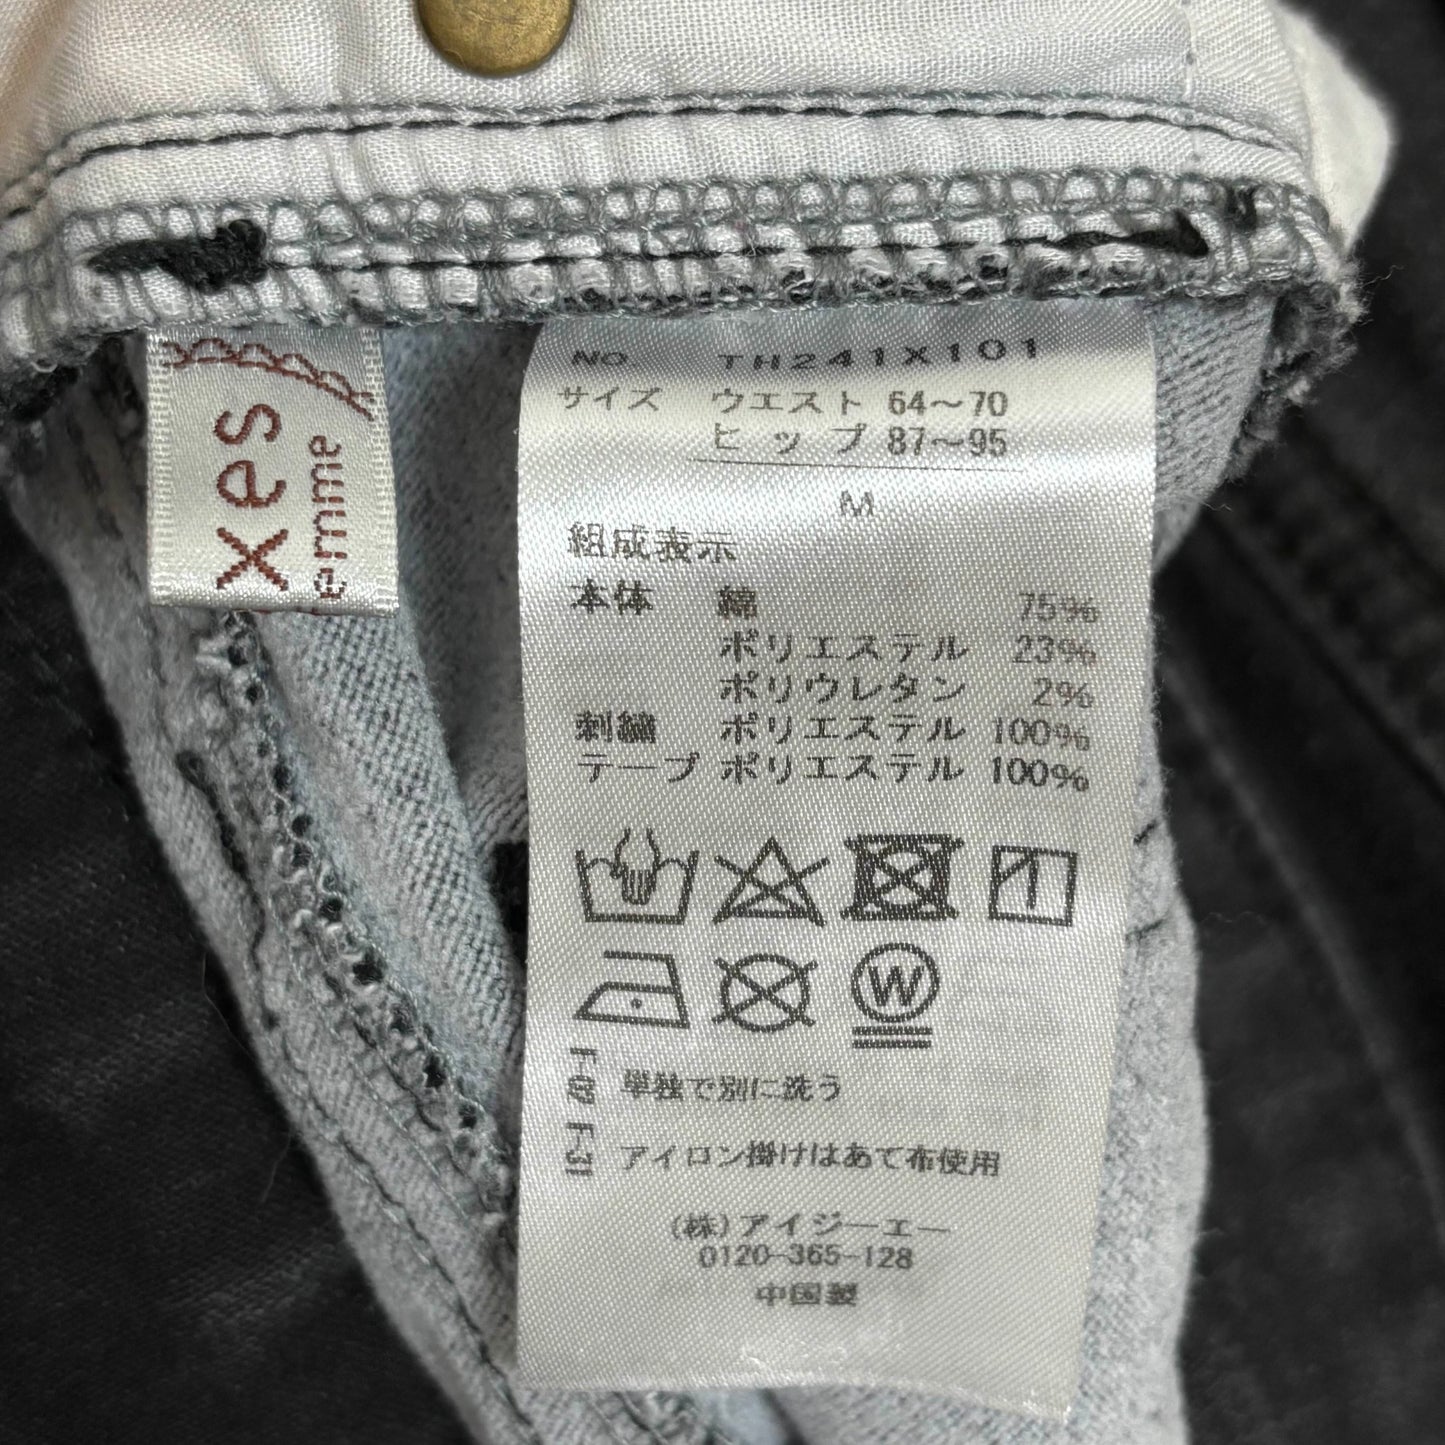 xes
femme
NO TH241X101
サイズ ウエスト 64～70
ヒップ 87～95
M
組成表示
本体 綿 75%
ポリエステル 23%
ポリウレタン 2%
刺繍 ポリエステル 100%
テープ ポリエステル 100%
W
F-07 単独で別に洗う
F-31 アイロン掛けはあて布使用
(株)アイジーエー
0120-365-128
中国製